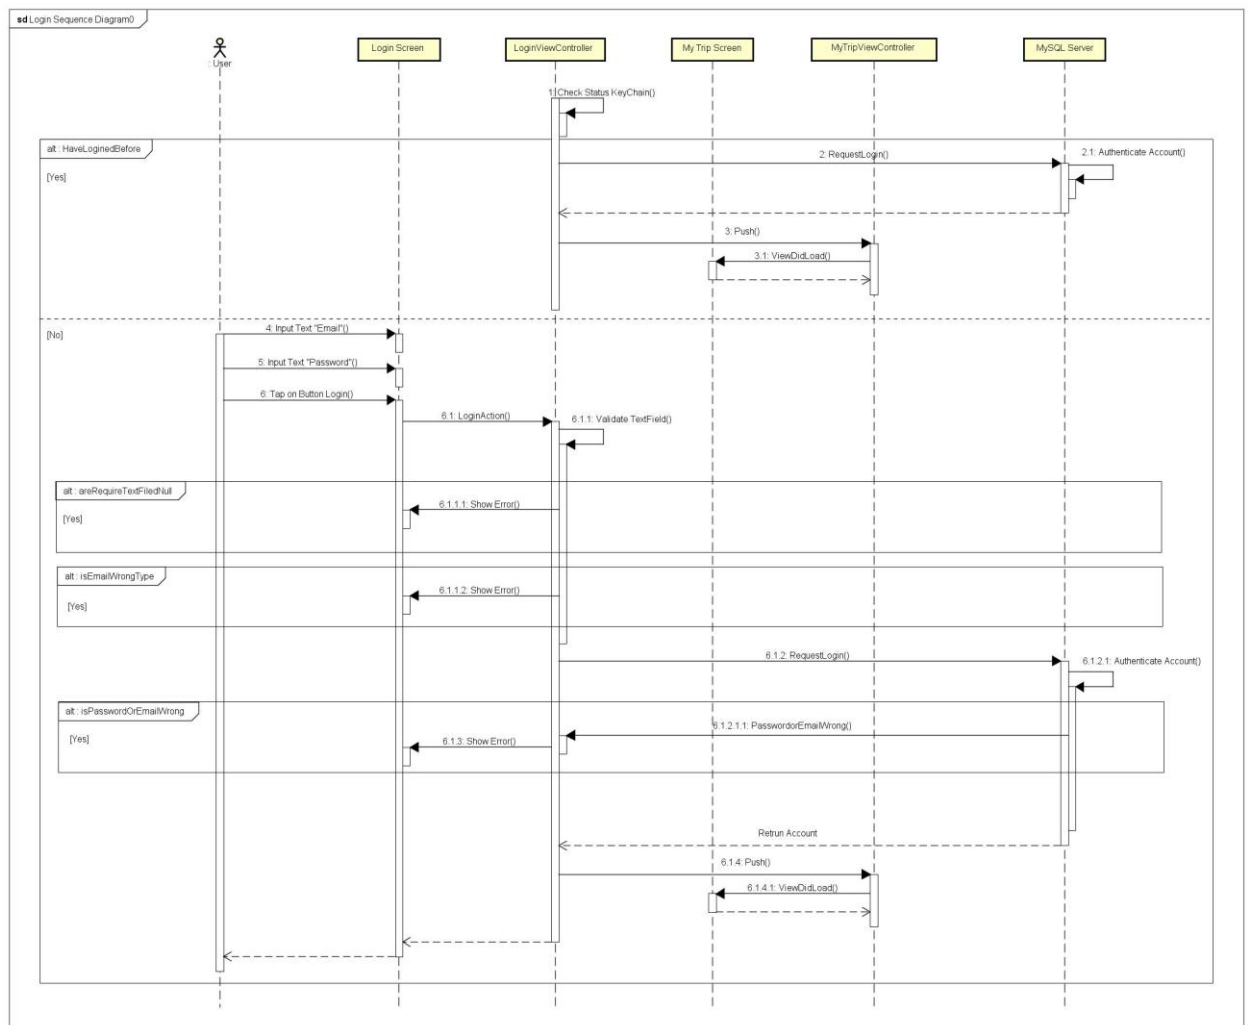 sd Login Sequence Diagram0
: User
Login Screen
LoginViewController
My Trip Screen
MyTripViewController
MySQL Server
1: Check Status KeyChain()
alt : HaveLoginedBefore
2: RequestLogin()
2.1: Authenticate Account()
[Yes]
3: Push()
3.1: ViewDidLoad()
[No]
4: Input Text "Email"()
5: Input Text "Password"()
6: Tap on Button Login()
6.1: LoginAction()
6.1.1: Validate TextField()
alt : areRequireTextFiledNull
6.1.1.1: Show Error()
[Yes]
alt : isEmailWrongType
6.1.1.2: Show Error()
[Yes]
6.1.2: RequestLogin()
6.1.2.1: Authenticate Account()
alt : isPasswordOrEmailWrong
6.1.2.1.1: PasswordorEmailWrong()
[Yes]
6.1.3: Show Error()
Retrun Account
6.1.4: Push()
6.1.4.1: ViewDidLoad()